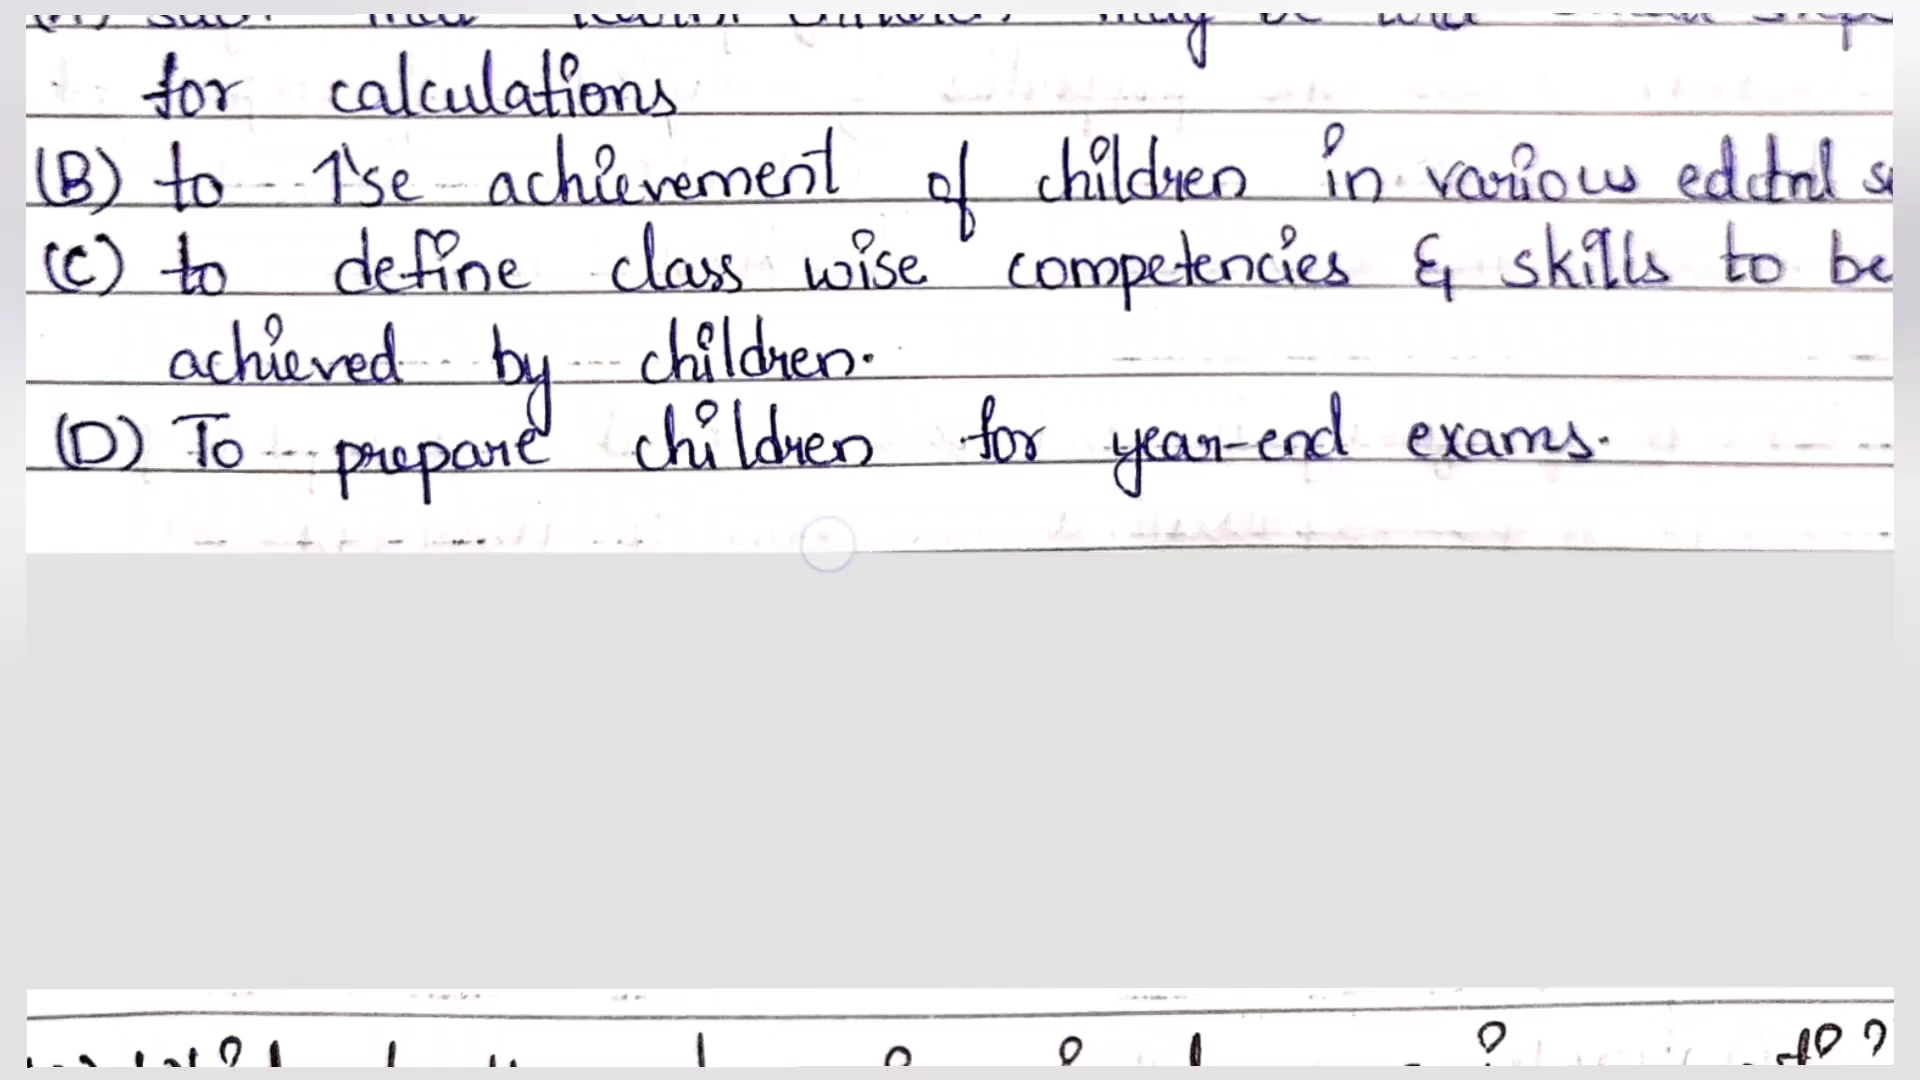 for calculations
(B) to ↑se achievement of children in various edctnl
(C) to define class wise competencies & skills to be
achieved by children.
(D) To prepare children for year-end exams.